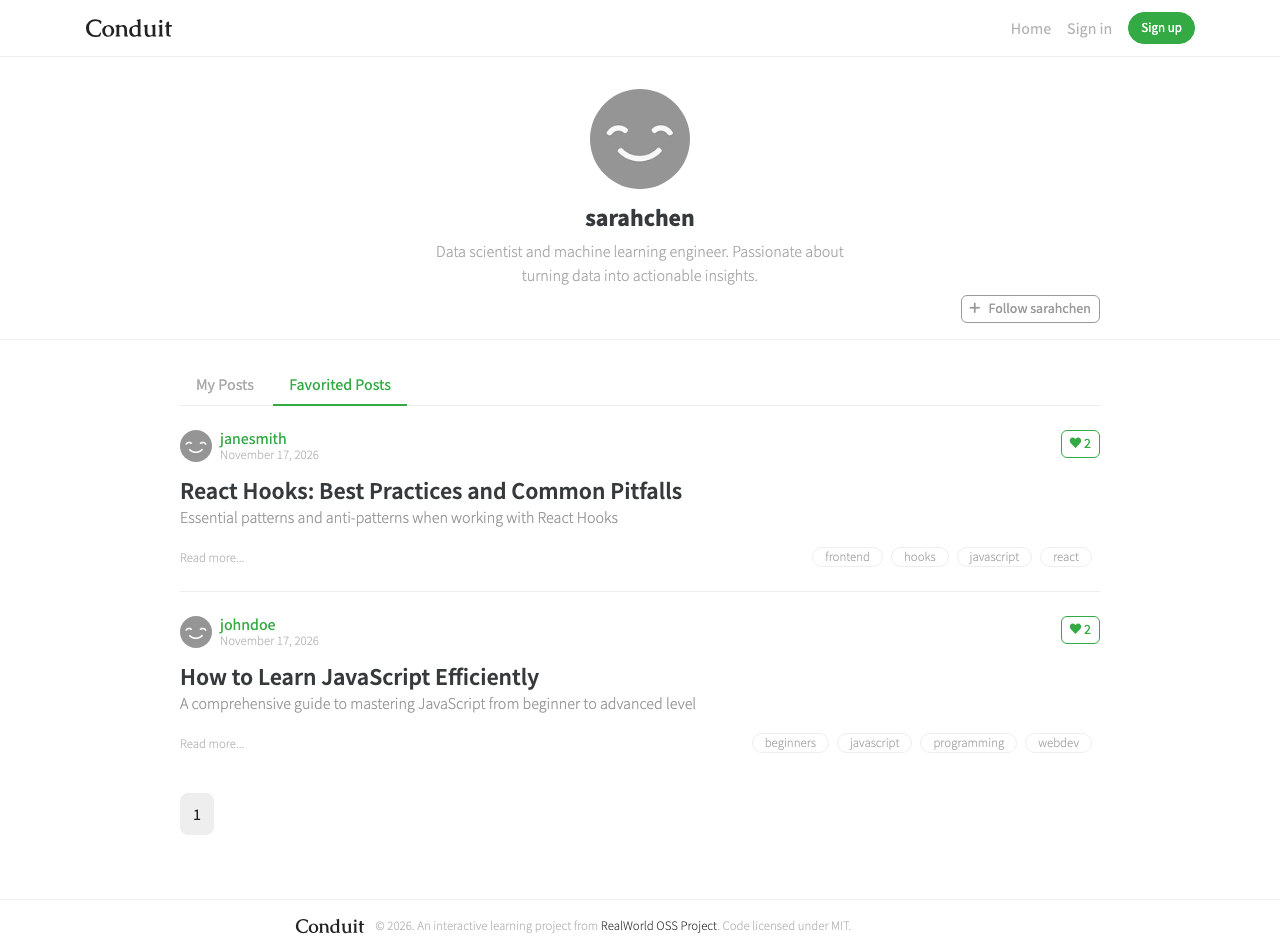 Conduit
Home Sign in Sign up
sarahchen
Data scientist and machine learning engineer. Passionate about
turning data into actionable insights.
Follow sarahchen
My Posts Favorited Posts
janesmith
November 17, 2026
2
React Hooks: Best Practices and Common Pitfalls
Essential patterns and anti-patterns when working with React Hooks
Read more...
frontend hooks javascript react
johndoe
November 17, 2026
2
How to Learn JavaScript Efficiently
A comprehensive guide to mastering JavaScript from beginner to advanced level
Read more...
beginners javascript programming webdev
1
Conduit © 2026. An interactive learning project from RealWorld OSS Project. Code licensed under MIT.